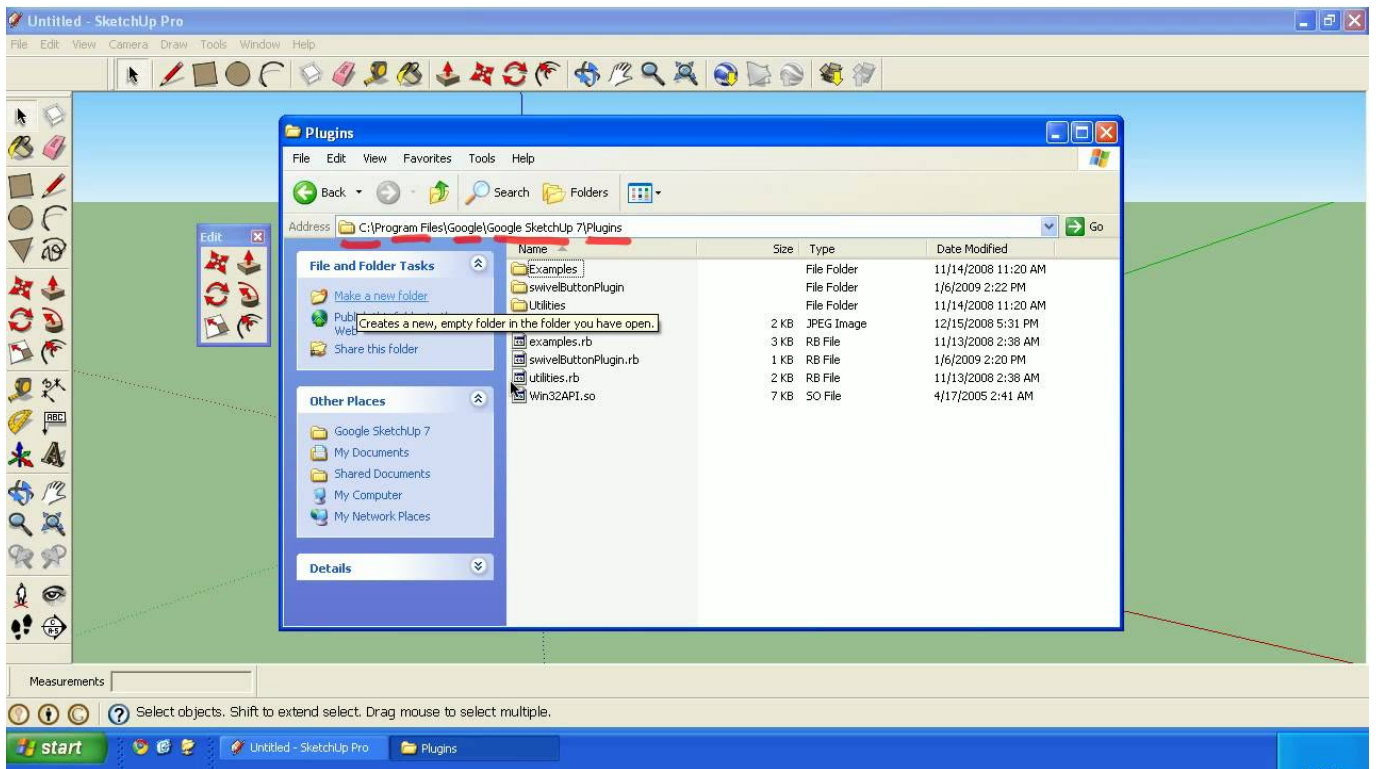 Untitled - SketchUp Pro
File Edit View Camera Draw Tools Window Help
Plugins
File Edit View Favorites Tools Help
Back Search Folders
Address C:\Program Files\Google\Google SketchUp 7\Plugins Go
Edit
Name Size Type Date Modified
File and Folder Tasks
Make a new folder
Publish this folder to the
Web
Share this folder
Creates a new, empty folder in the folder you have open.
Examples File Folder 11/14/2008 11:20 AM
swivelButtonPlugin File Folder 1/6/2009 2:22 PM
Utilities File Folder 11/14/2008 11:20 AM
2 KB JPEG Image 12/15/2008 5:31 PM
examples.rb 3 KB RB File 11/13/2008 2:38 AM
swivelButtonPlugin.rb 1 KB RB File 1/6/2009 2:20 PM
utilities.rb 2 KB RB File 11/13/2008 2:38 AM
Win32API.so 7 KB SO File 4/17/2005 2:41 AM
Other Places
Google SketchUp 7
My Documents
Shared Documents
My Computer
My Network Places
Details
ABC
Measurements
Select objects. Shift to extend select. Drag mouse to select multiple.
start Untitled - SketchUp Pro Plugins